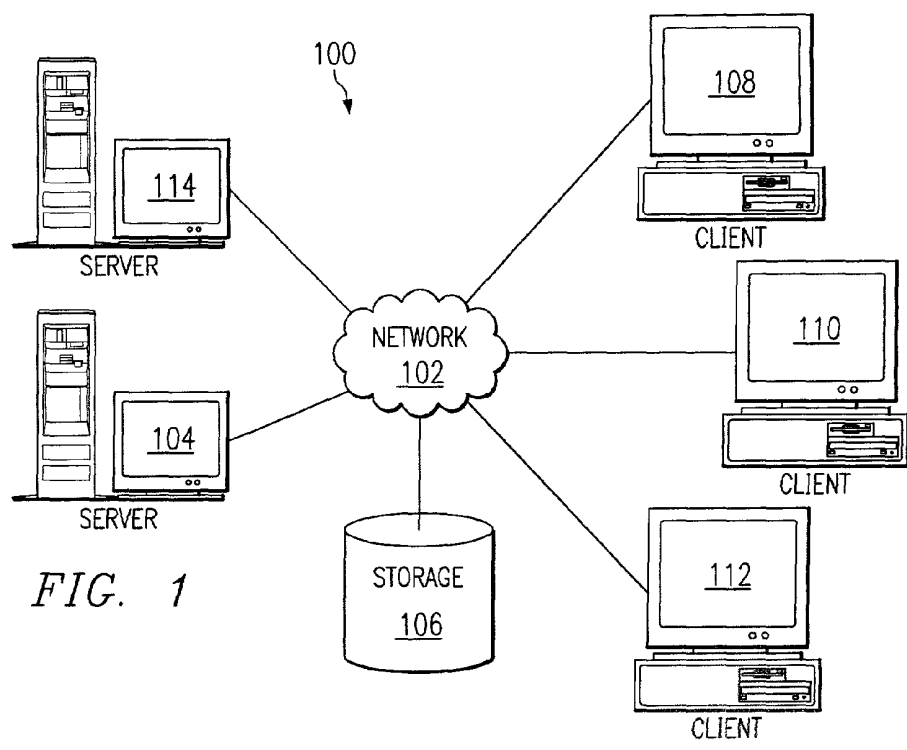 100
108
CLIENT
114
SERVER
NETWORK
102
110
CLIENT
104
SERVER
STORAGE
106
112
CLIENT
FIG. 1